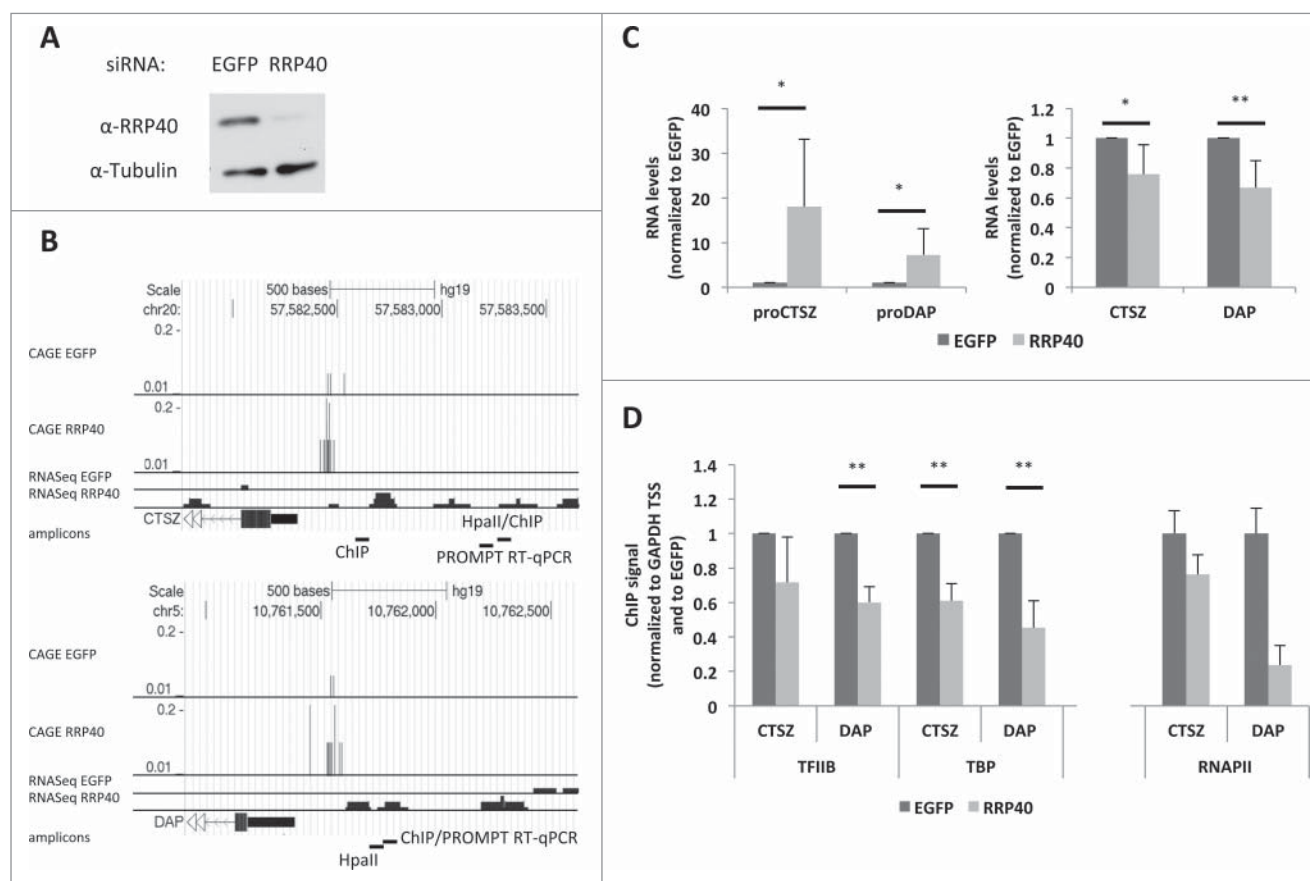 A
siRNA: EGFP RRP40
α-RRP40
α-Tubulin
B
Scale 500 bases hg19
chr20: 57,582,500 57,583,000 57,583,500
0.2 -
CAGE EGFP
0.01 _
0.2 -
CAGE RRP40
0.01 _
RNASeq EGFP
RNASeq RRP40
CTSZ
HpaII/ChIP
amplicons
ChIP
PROMPT RT-qPCR
Scale 500 bases hg19
chr5: 10,761,500 10,762,000 10,762,500
0.2 -
CAGE EGFP
0.01 _
0.2 -
CAGE RRP40
0.01 _
RNASeq EGFP
RNASeq RRP40
DAP
amplicons
ChIP/PROMPT RT-qPCR
HpaII
C
RNA levels
(normalized to EGFP)
40
30
20
10
0
*
*
proCTSZ proDAP
RNA levels
(normalized to EGFP)
1.2
1
0.8
0.6
0.4
0.2
0
*
**
CTSZ DAP
EGFP RRP40
D
ChIP signal
(normalized to GAPDH TSS
and to EGFP)
1.4
1.2
1
0.8
0.6
0.4
0.2
0
** ** **
CTSZ DAP CTSZ DAP CTSZ DAP
TFIIB TBP RNAPII
EGFP RRP40